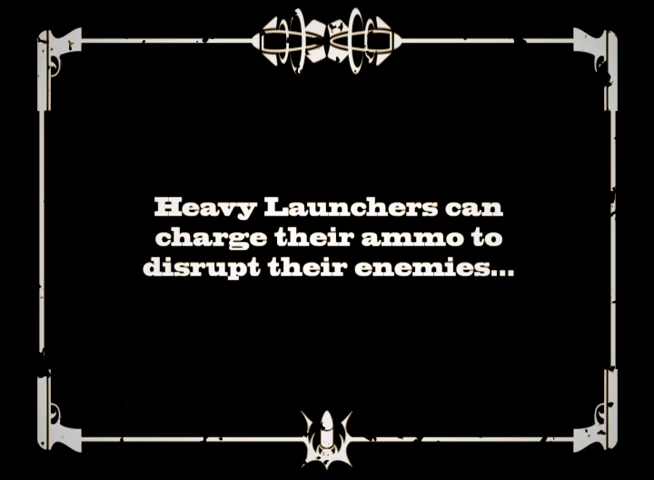 Heavy Launchers can
charge their ammo to
disrupt their enemies...